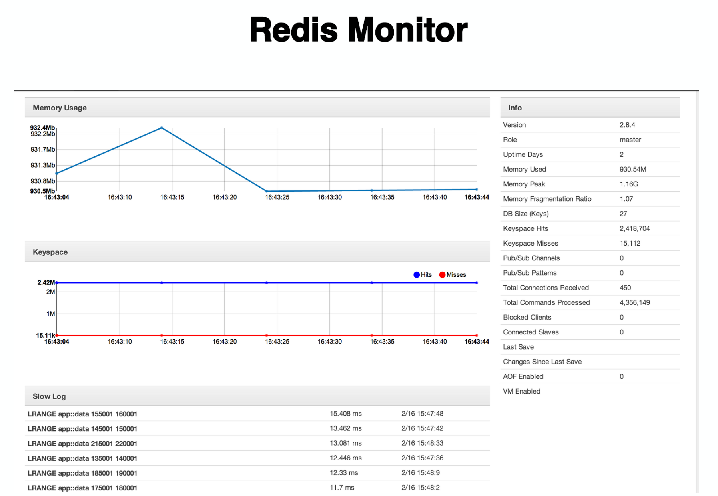 Redis Monitor
Memory Usage
932.4Mb
932.2Mb
931.7Mb
931.3Mb
930.8Mb
930.5Mb
16:43:04 16:43:10 16:43:15 16:43:20 16:43:25 16:43:30 16:43:35 16:43:40 16:43:44
Keyspace
Hits Misses
2.42M
2M
1M
15.11k
16:43:04 16:43:10 16:43:15 16:43:20 16:43:25 16:43:30 16:43:35 16:43:40 16:43:44
Slow Log
LRANGE app::data 155001 160001 15.408 ms 2/16 15:47:48
LRANGE app::data 145001 150001 13.462 ms 2/16 15:47:42
LRANGE app::data 215001 220001 13.081 ms 2/16 15:48:33
LRANGE app::data 135001 140001 12.446 ms 2/16 15:47:36
LRANGE app::data 185001 190001 12.33 ms 2/16 15:48:9
LRANGE app::data 175001 180001 11.7 ms 2/16 15:48:2
Info
Version 2.8.4
Role master
Uptime Days 2
Memory Used 930.54M
Memory Peak 1.16G
Memory Fragmentation Ratio 1.07
DB Size (Keys) 27
Keyspace Hits 2,418,704
Keyspace Misses 15,112
Pub/Sub Channels 0
Pub/Sub Patterns 0
Total Connections Received 450
Total Commands Processed 4,356,149
Blocked Clients 0
Connected Slaves 0
Last Save
Changes Since Last Save
AOF Enabled 0
VM Enabled